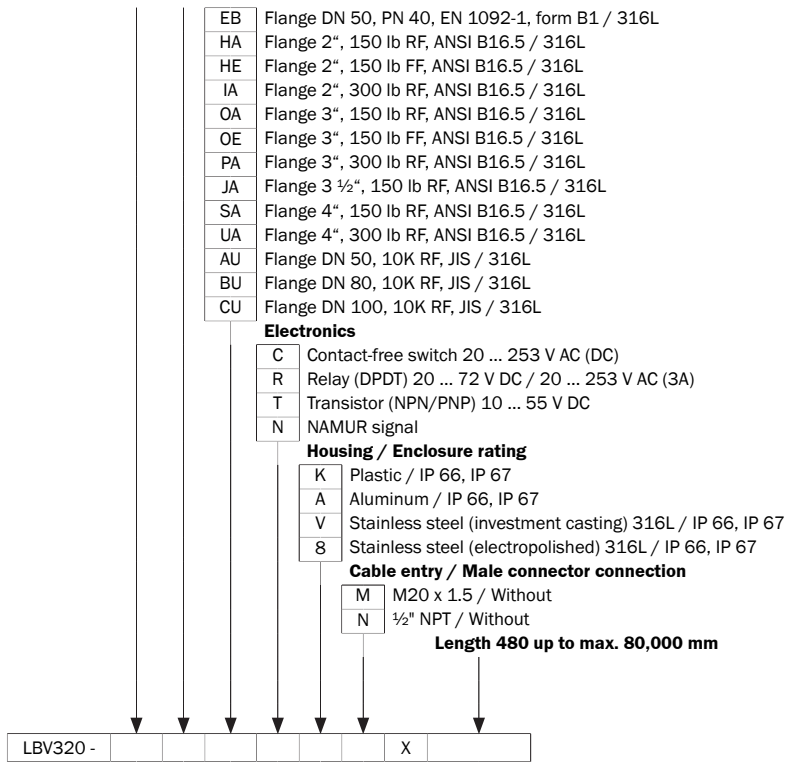 EB Flange DN 50, PN 40, EN 1092-1, form B1 / 316L
HA Flange 2“, 150 lb RF, ANSI B16.5 / 316L
HE Flange 2“, 150 lb FF, ANSI B16.5 / 316L
IA Flange 2“, 300 lb RF, ANSI B16.5 / 316L
OA Flange 3“, 150 lb RF, ANSI B16.5 / 316L
OE Flange 3“, 150 lb FF, ANSI B16.5 / 316L
PA Flange 3“, 300 lb RF, ANSI B16.5 / 316L
JA Flange 3 ½“, 150 lb RF, ANSI B16.5 / 316L
SA Flange 4“, 150 lb RF, ANSI B16.5 / 316L
UA Flange 4“, 300 lb RF, ANSI B16.5 / 316L
AU Flange DN 50, 10K RF, JIS / 316L
BU Flange DN 80, 10K RF, JIS / 316L
CU Flange DN 100, 10K RF, JIS / 316L
Electronics
C Contact-free switch 20 ... 253 V AC (DC)
R Relay (DPDT) 20 ... 72 V DC / 20 ... 253 V AC (3A)
T Transistor (NPN/PNP) 10 ... 55 V DC
N NAMUR signal
Housing / Enclosure rating
K Plastic / IP 66, IP 67
A Aluminum / IP 66, IP 67
V Stainless steel (investment casting) 316L / IP 66, IP 67
8 Stainless steel (electropolished) 316L / IP 66, IP 67
Cable entry / Male connector connection
M M20 x 1.5 / Without
N ½" NPT / Without
Length 480 up to max. 80,000 mm
LBV320 - X